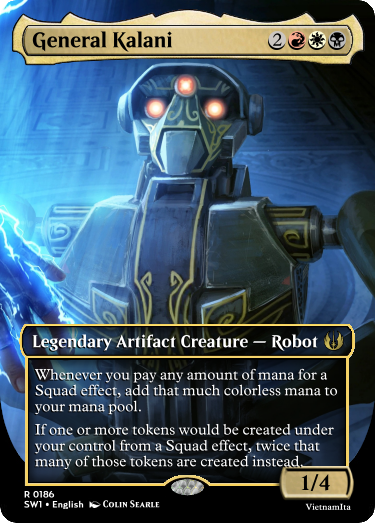 General Kalani 2
Legendary Artifact Creature — Robot
Whenever you pay any amount of mana for a
Squad effect, add that much colorless mana to
your mana pool.
If one or more tokens would be created under
your control from a Squad effect, twice that
many of those tokens are created instead.
1/4
R 0186
SW1 • English Colin Searle
VietnamIta